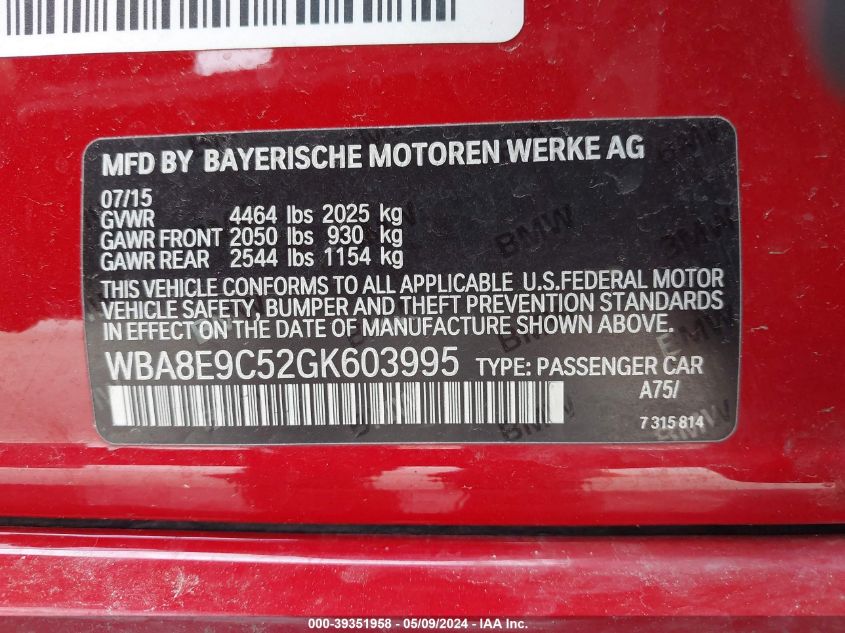 MFD BY BAYERISCHE MOTOREN WERKE AG
07/15
GVWR 4464 lbs 2025 kg
GAWR FRONT 2050 lbs 930 kg
GAWR REAR 2544 lbs 1154 kg
THIS VEHICLE CONFORMS TO ALL APPLICABLE U.S.FEDERAL MOTOR
VEHICLE SAFETY, BUMPER AND THEFT PREVENTION STANDARDS
IN EFFECT ON THE DATE OF MANUFACTURE SHOWN ABOVE.
WBA8E9C52GK603995 TYPE: PASSENGER CAR
A75/
7 315 814
000-39351958 - 05/09/2024 - IAA, Inc.